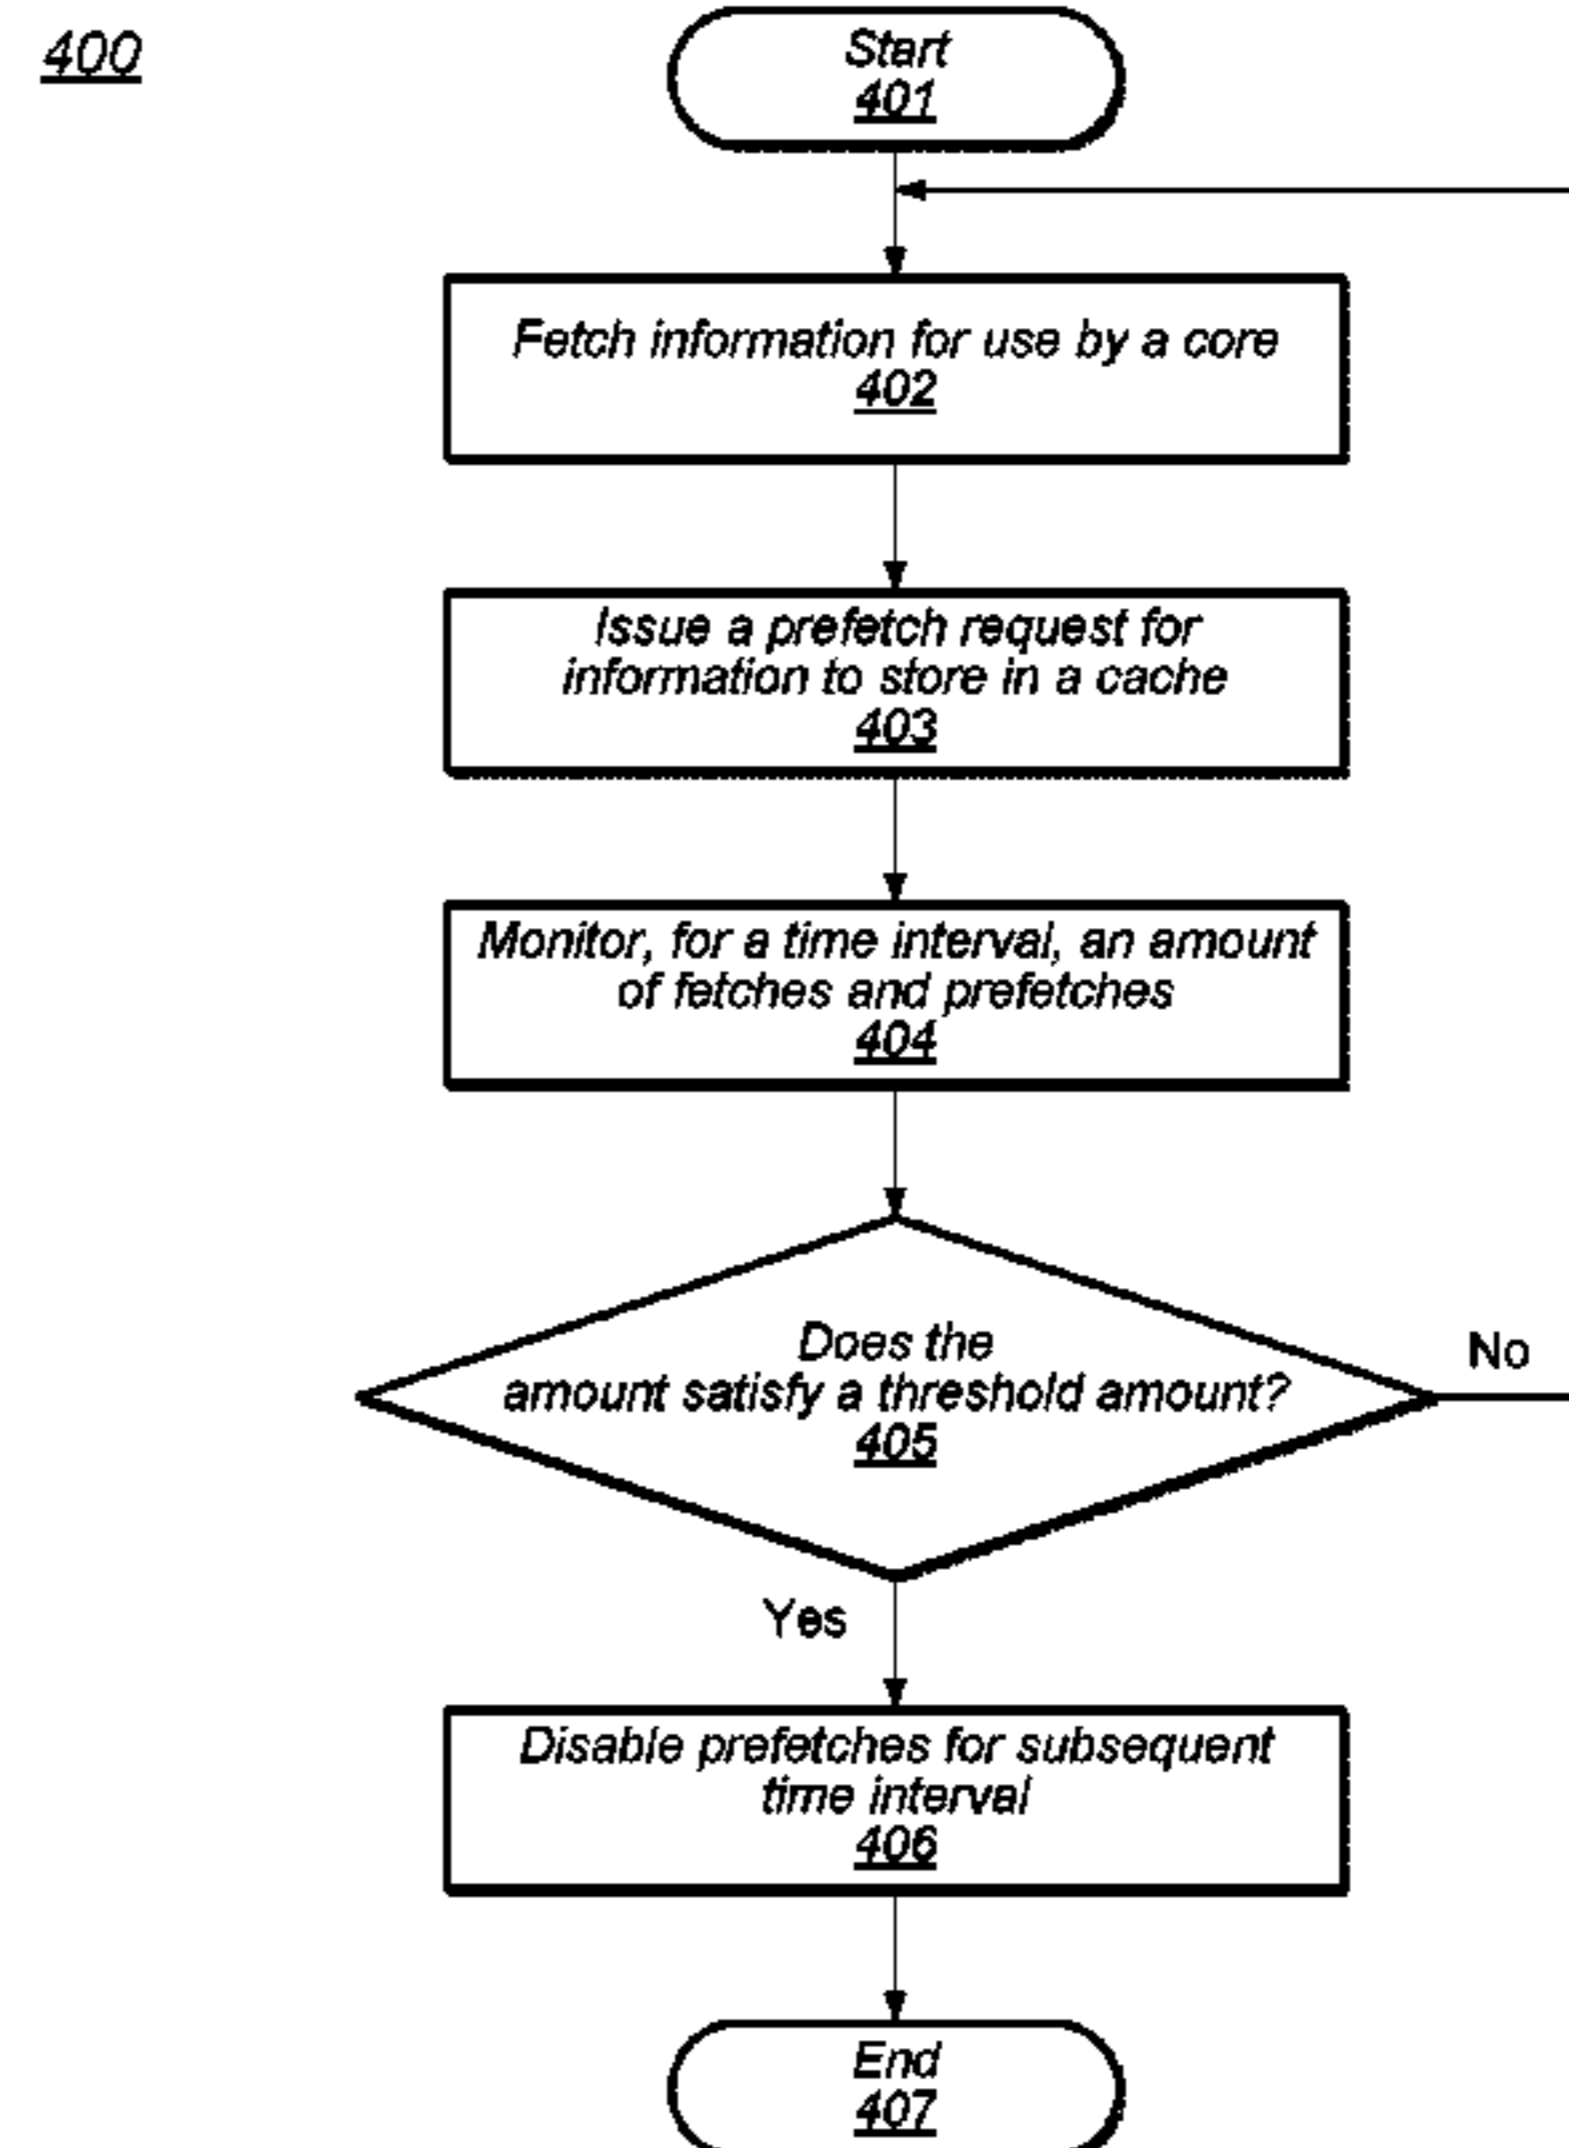 400
Start
401
Fetch information for use by a core
402
Issue a prefetch request for
information to store in a cache
403
Monitor, for a time interval, an amount
of fetches and prefetches
404
Does the
amount satisfy a threshold amount?
405
No
Yes
Disable prefetches for subsequent
time interval
406
End
407